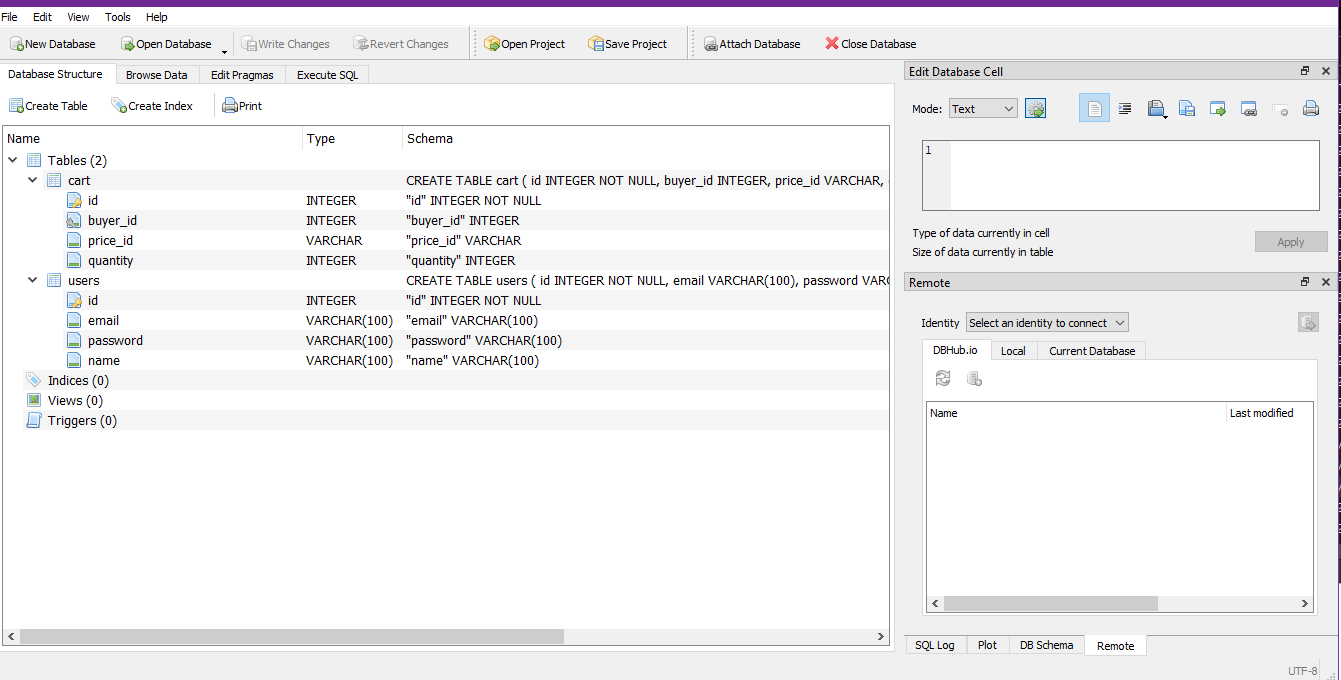 File Edit View Tools Help
New Database Open Database Write Changes Revert Changes Open Project Save Project Attach Database Close Database
Database Structure Browse Data Edit Pragmas Execute SQL
Create Table Create Index Print
Name Type Schema
Tables (2)
cart CREATE TABLE cart ( id INTEGER NOT NULL, buyer_id INTEGER, price_id VARCHAR,
id INTEGER "id" INTEGER NOT NULL
buyer_id INTEGER "buyer_id" INTEGER
price_id VARCHAR "price_id" VARCHAR
quantity INTEGER "quantity" INTEGER
users CREATE TABLE users ( id INTEGER NOT NULL, email VARCHAR(100), password VARC
id INTEGER "id" INTEGER NOT NULL
email VARCHAR(100) "email" VARCHAR(100)
password VARCHAR(100) "password" VARCHAR(100)
name VARCHAR(100) "name" VARCHAR(100)
Indices (0)
Views (0)
Triggers (0)
Edit Database Cell
Mode: Text
1
Type of data currently in cell
Size of data currently in table
Apply
Remote
Identity Select an identity to connect
DBHub.io Local Current Database
Name Last modified
SQL Log Plot DB Schema Remote
UTF-8